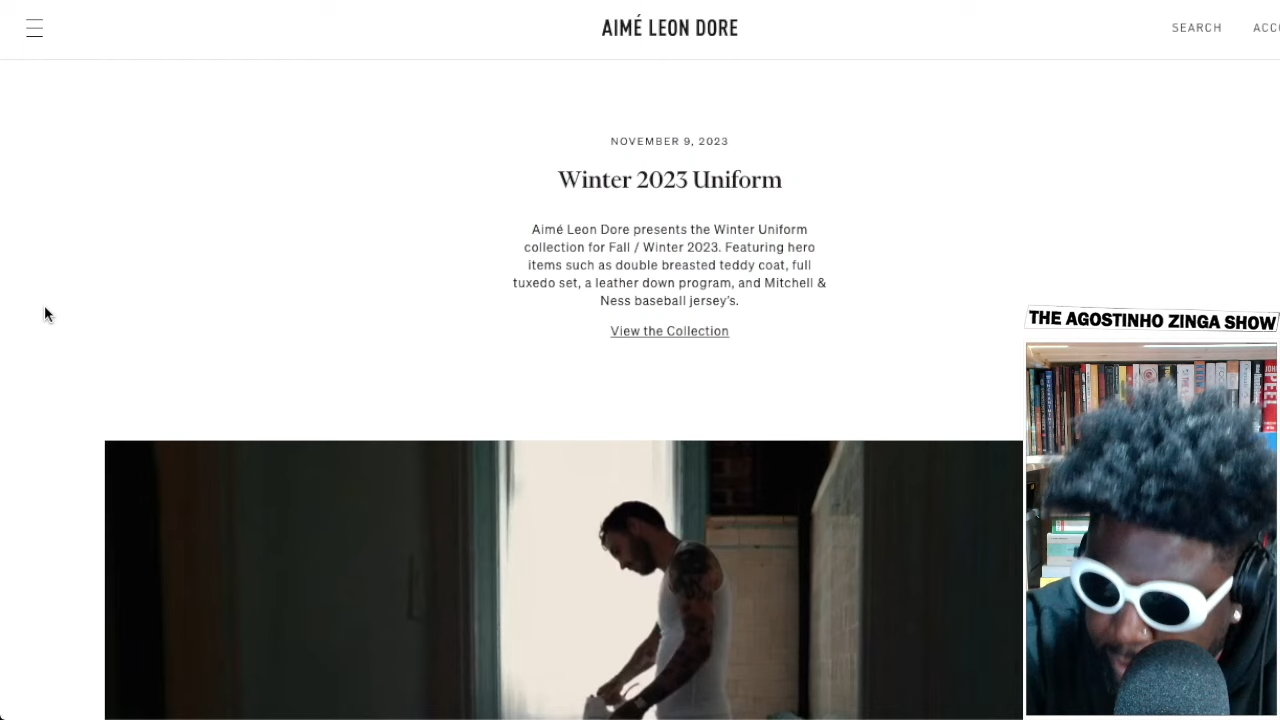 AIMÉ LEON DORE
SEARCH
NOVEMBER 9, 2023
Winter 2023 Uniform
Aimé Leon Dore presents the Winter Uniform
collection for Fall / Winter 2023. Featuring hero
items such as double breasted teddy coat, full
tuxedo set, a leather down program, and Mitchell &
Ness baseball jersey's.
View the Collection
THE AGOSTINHO ZINGA SHOW
PEEL